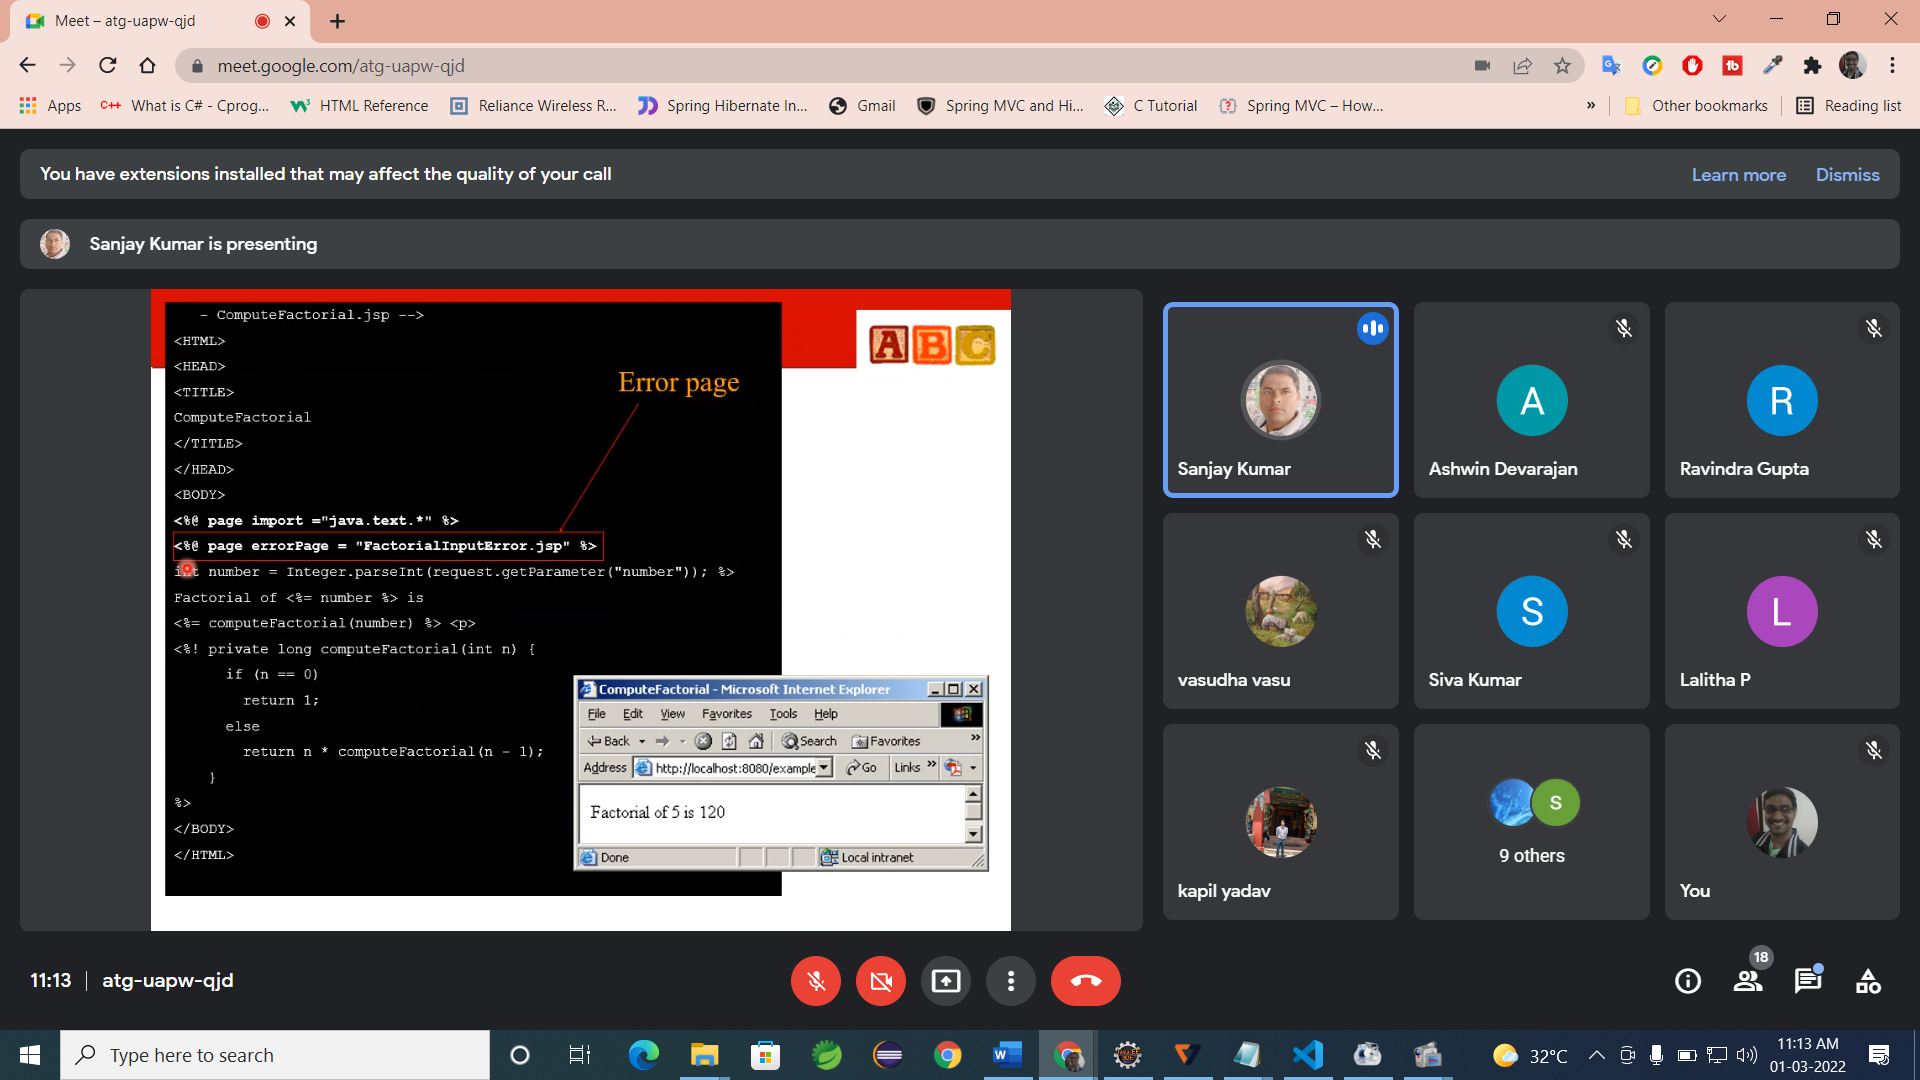 Meet – atg-uapw-qjd
meet.google.com/atg-uapw-qjd
Apps
C++ What is C# - Cprog...
HTML Reference
Reliance Wireless R...
Spring Hibernate In...
Gmail
Spring MVC and Hi...
C Tutorial
Spring MVC – How...
»
Other bookmarks
Reading list
You have extensions installed that may affect the quality of your call
Learn more
Dismiss
Sanjay Kumar is presenting
- ComputeFactorial.jsp -->
<HTML>
<HEAD>
<TITLE>
ComputeFactorial
</TITLE>
</HEAD>
<BODY>
<%@ page import ="java.text.*" %>
<%@ page errorPage = "FactorialInputError.jsp" %>
int number = Integer.parseInt(request.getParameter("number")); %>
Factorial of <%= number %> is
<%= computeFactorial(number) %> <p>
<%! private long computeFactorial(int n) {
if (n == 0)
return 1;
else
return n * computeFactorial(n - 1);
}
%>
</BODY>
</HTML>
Error page
A B C
ComputeFactorial - Microsoft Internet Explorer
File Edit View Favorites Tools Help
Back Search Favorites »
Address http://localhost:8080/example Go Links »
Factorial of 5 is 120
Done Local intranet
Sanjay Kumar
A
Ashwin Devarajan
R
Ravindra Gupta
vasudha vasu
S
Siva Kumar
L
Lalitha P
kapil yadav
S
9 others
You
11:13 | atg-uapw-qjd
18
Type here to search
32°C
11:13 AM
01-03-2022